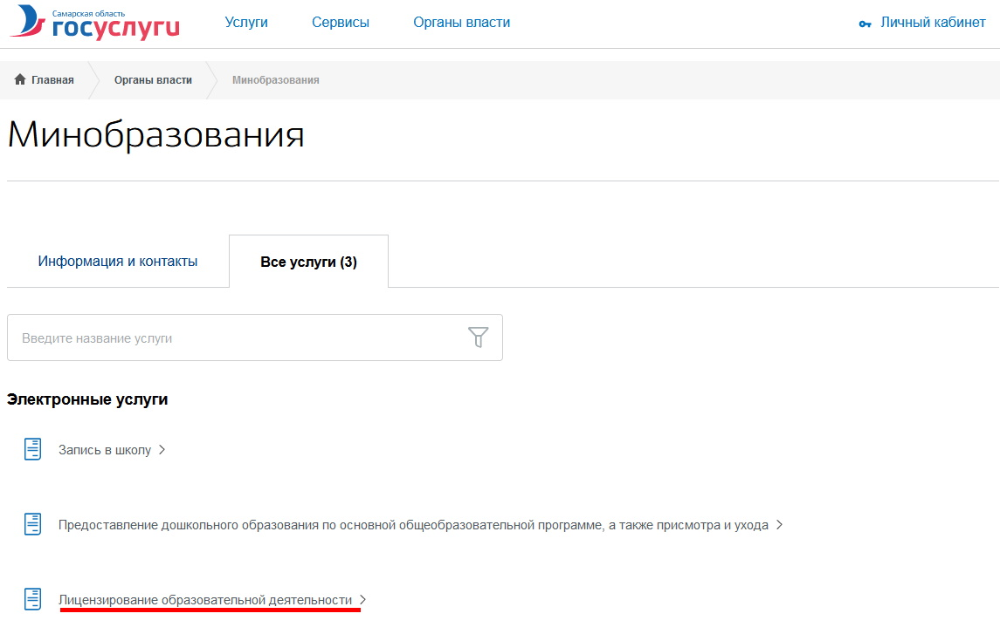 Самарская область
госуслуги
Услуги Сервисы Органы власти Личный кабинет
Главная Органы власти Минобразования
Минобразования
Информация и контакты Все услуги (3)
Введите название услуги
Электронные услуги
Запись в школу
Предоставление дошкольного образования по основной общеобразовательной программе, а также присмотра и ухода
Лицензирование образовательной деятельности